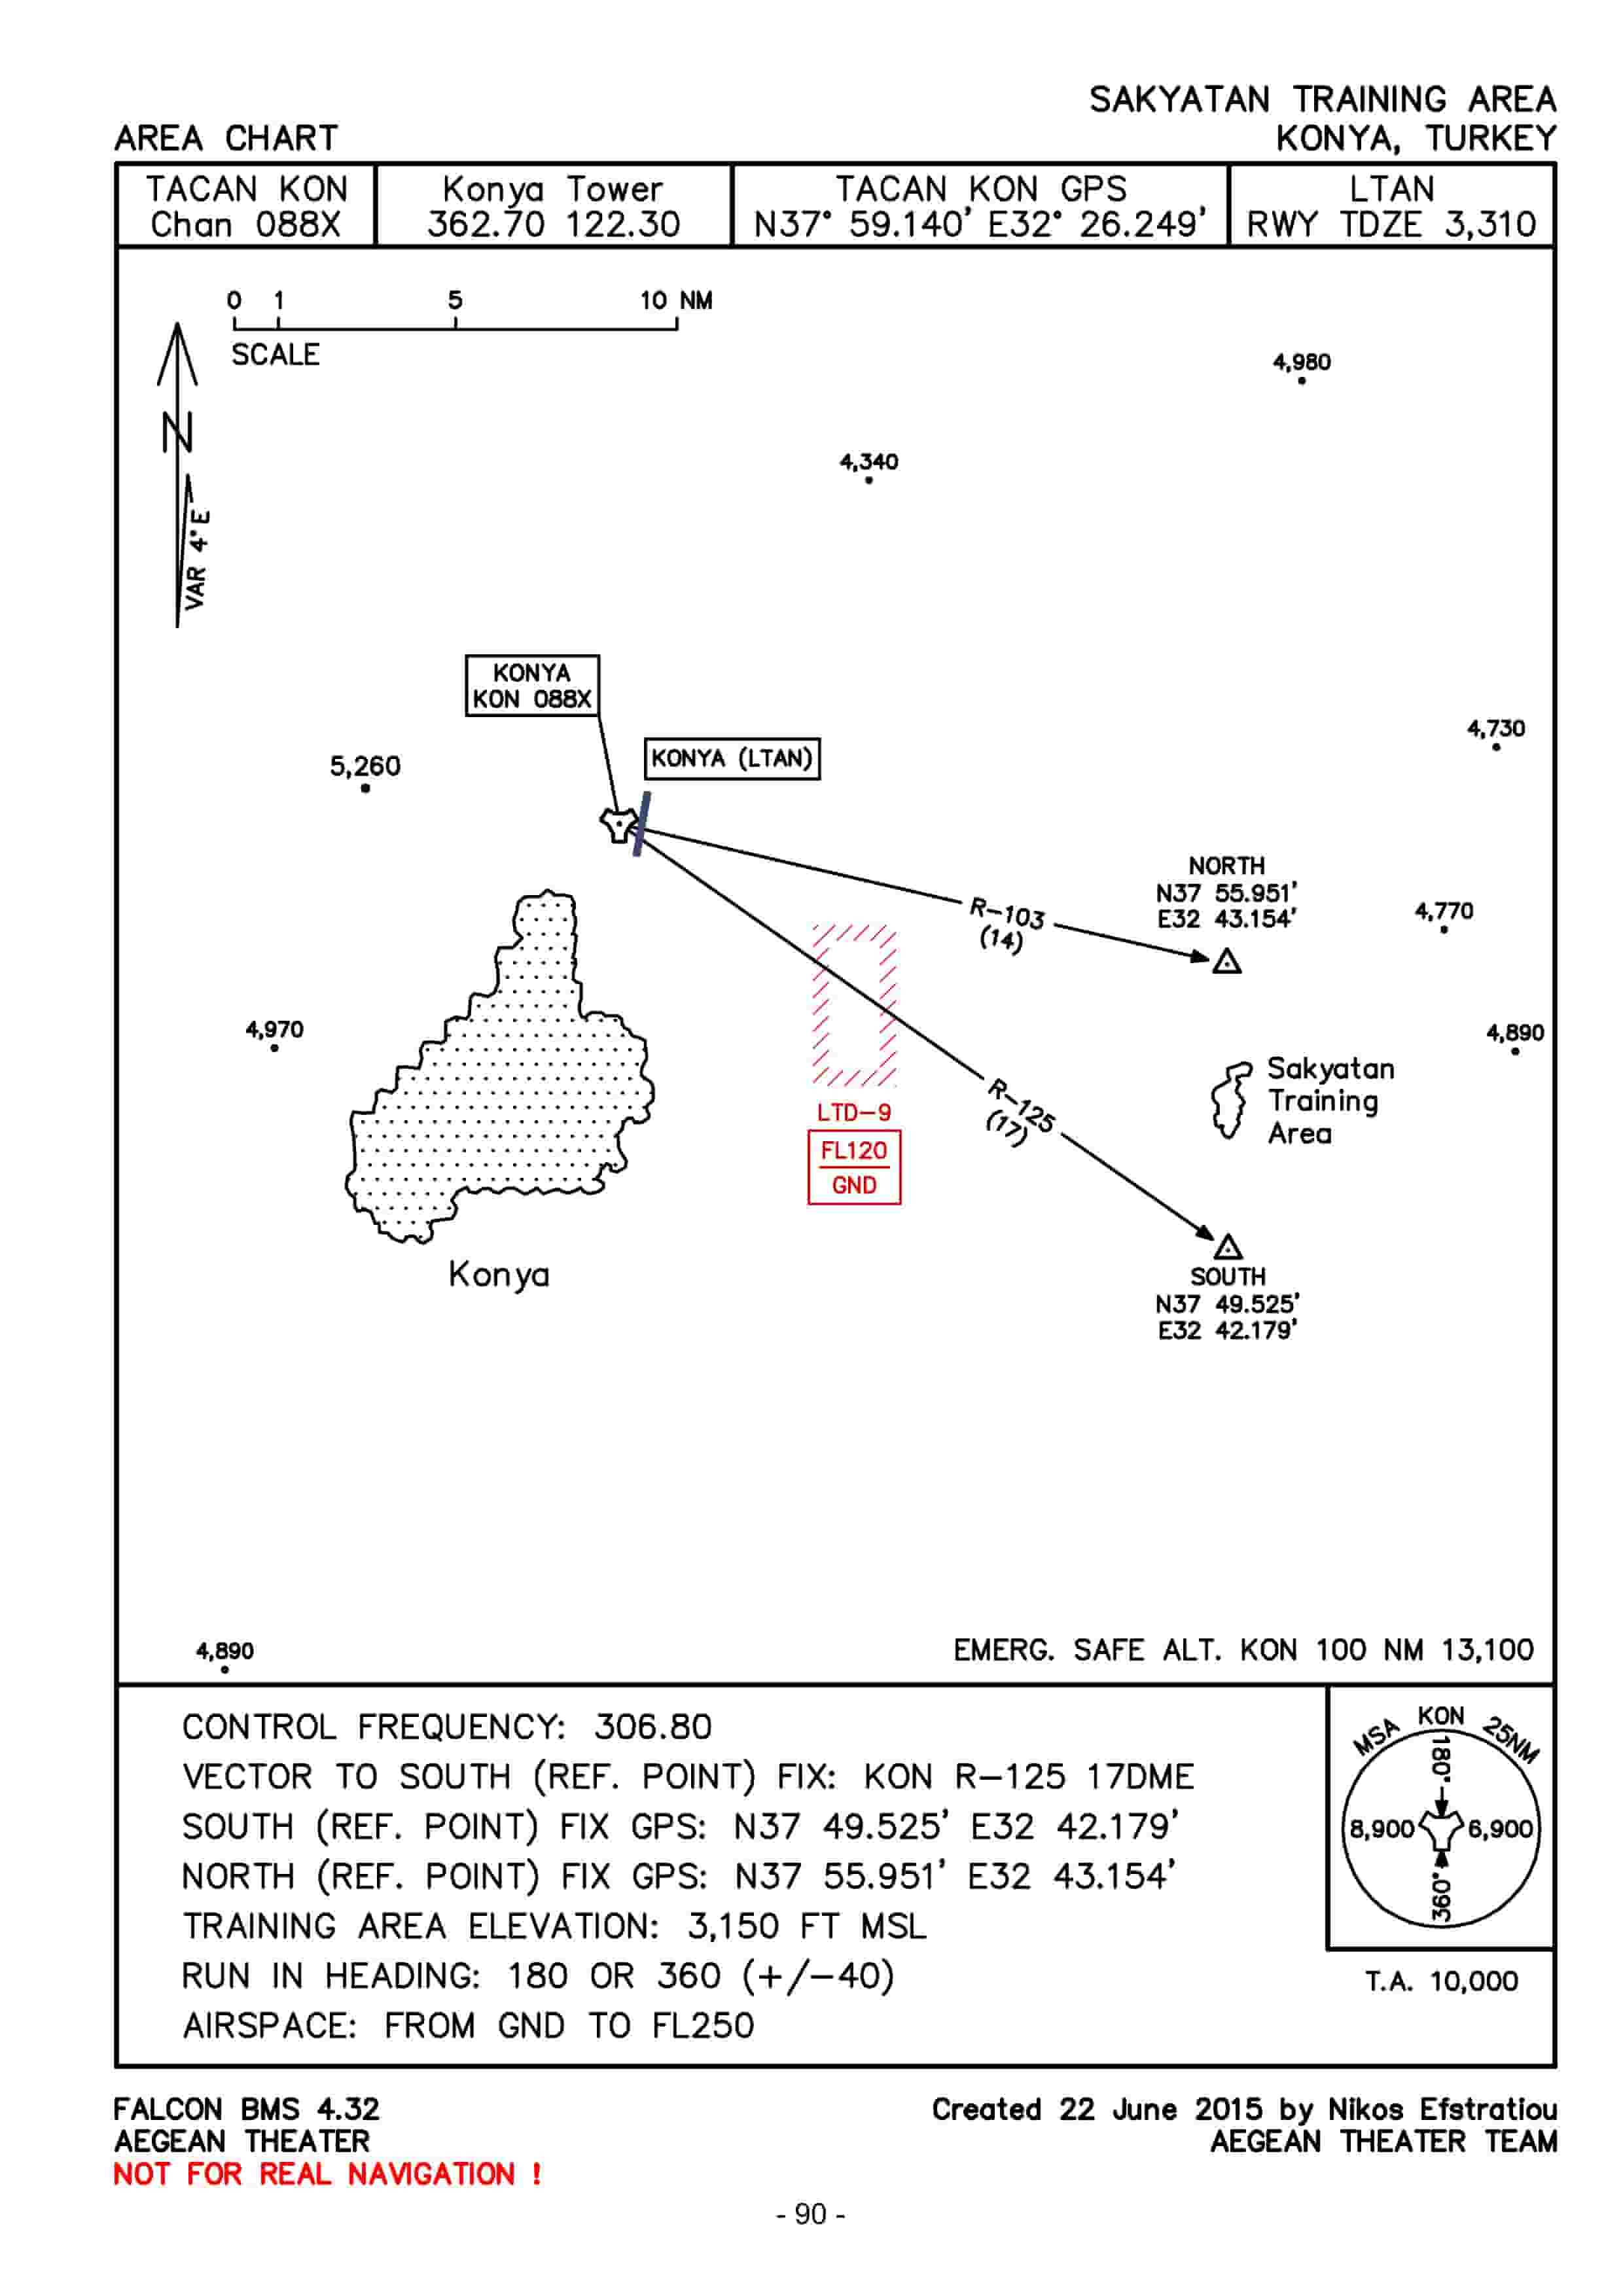 SAKYATAN TRAINING AREA
AREA CHART
KONYA, TURKEY
TACAN KON
Chan 088X
Konya Tower
362.70 122.30
TACAN KON GPS
N37° 59.140' E32° 26.249'
LTAN
RWY TDZE 3,310
0 1 5 10 NM
SCALE
4,980
N
4,340
VAR 4°E
KONYA
KON 088X
4,730
KONYA (LTAN)
5,260
NORTH
N37 55.951'
E32 43.154'
R-103
(14)
4,770
4,970
4,890
Sakyatan
Training
Area
R-125
(17)
LTD-9
FL120
GND
Konya
SOUTH
N37 49.525'
E32 42.179'
4,890
EMERG. SAFE ALT. KON 100 NM 13,100
CONTROL FREQUENCY: 306.80
VECTOR TO SOUTH (REF. POINT) FIX: KON R-125 17DME
SOUTH (REF. POINT) FIX GPS: N37 49.525' E32 42.179'
NORTH (REF. POINT) FIX GPS: N37 55.951' E32 43.154'
TRAINING AREA ELEVATION: 3,150 FT MSL
RUN IN HEADING: 180 OR 360 (+/-40)
AIRSPACE: FROM GND TO FL250
MSA KON 25NM
180°
8,900 6,900
360°
T.A. 10,000
FALCON BMS 4.32
AEGEAN THEATER
NOT FOR REAL NAVIGATION !
Created 22 June 2015 by Nikos Efstratiou
AEGEAN THEATER TEAM
- 90 -